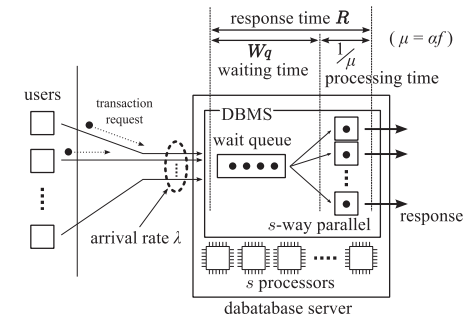 response time R
Wq
1/μ
( μ = αf )
waiting time
processing time
users
transaction
request
DBMS
wait queue
arrival rate λ
response
s-way parallel
s processors
dabatabase server